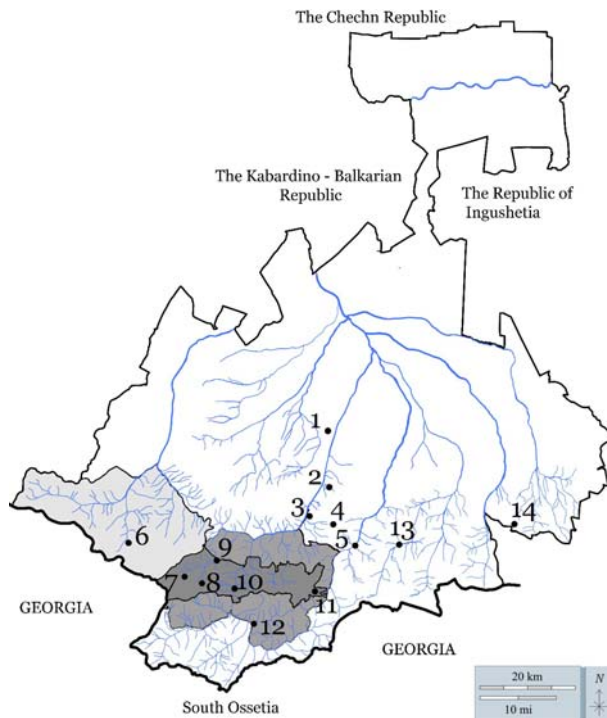 The Chechn Republic
The Kabardino - Balkarian
Republic
The Republic of
Ingushetia
1
2
3
4
5
13
14
6
9
7
8
10
11
12
GEORGIA
GEORGIA
South Ossetia
20 km
10 mi
N